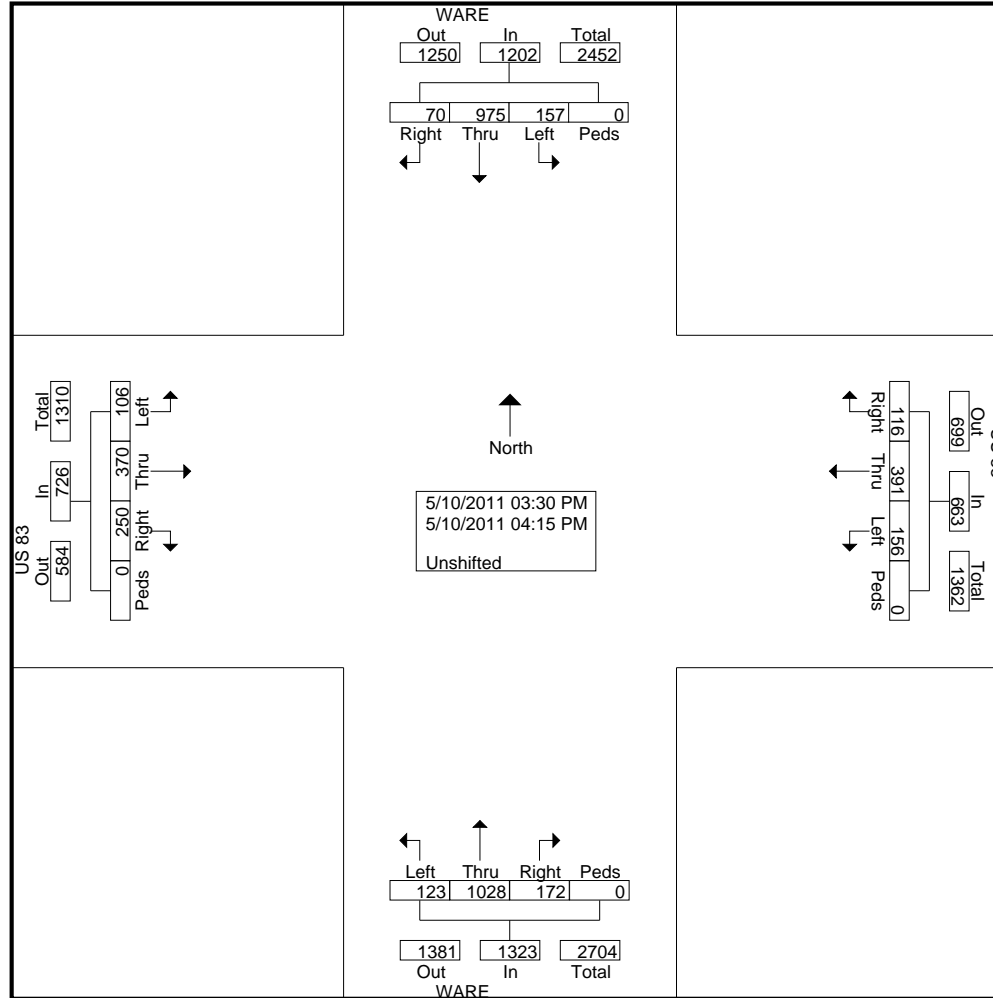 WARE
Out In Total
1250 1202 2452
70 975 157 0
Right Thru Left Peds
North
5/10/2011 03:30 PM
5/10/2011 04:15 PM
Unshifted
US 83
Out In Total
584 726 1310
106 370 250 0
Left Thru Right Peds
Out In Total
699 663 1362
116 391 156 0
Right Thru Left Peds
Left Thru Right Peds
123 1028 172 0
1381 1323 2704
Out In Total
WARE